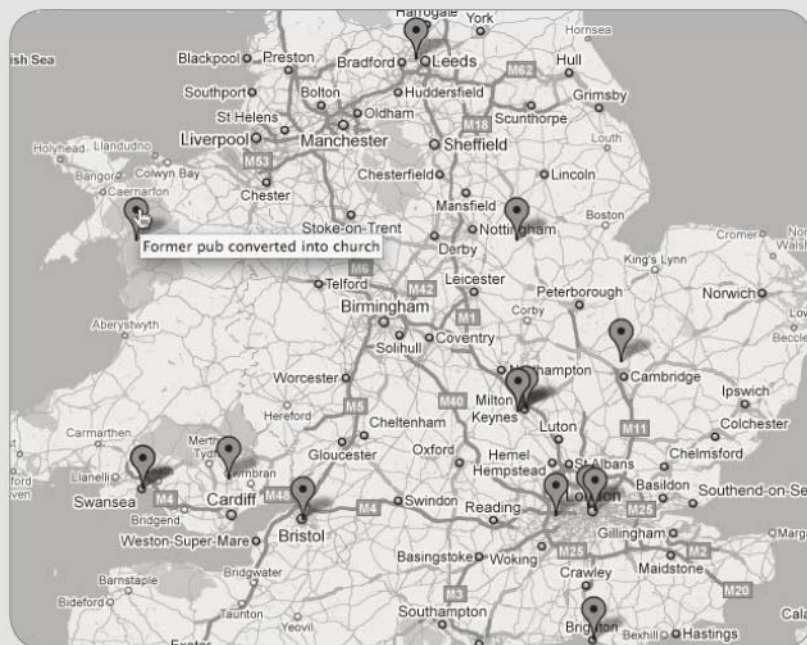 Harrogate
York
Hornsea
ish Sea
Blackpool
Preston
Bradford
Leeds
Hull
M62
Southport
Bolton
Huddersfield
Grimsby
St Helens
Oldham
Scunthorpe
M18
Liverpool
Manchester
Sheffield
Louth
Holyhead
Llandudno
Colwyn Bay
M53
Bangor
Chester
Chesterfield
Lincoln
Caernarfon
Mansfield
Stoke-on-Trent
Nottingham
Boston
Former pub converted into church
Derby
Cromer
King's Lynn
M6
Telford
M42
Leicester
Peterborough
Norwich
Birmingham
M1
Corby
Aberystwyth
Solihull
Coventry
Northampton
Worcester
Cambridge
M40
Milton
Keynes
Ipswich
Hereford
M5
Colchester
Carmarthen
Cheltenham
Luton
M11
Gloucester
Oxford
Hemel
Hempstead
St Albans
Chelmsford
Llanelli
Swansea
M4
Cardiff
M48
Swindon
London
Basildon
Southend-on-Se
M25
Bridgend
Bristol
M4
Reading
Gillingham
Weston-Super-Mare
Basingstoke
Woking
M25
M2
Maidstone
Barnstaple
Bridgwater
Crawley
M20
Bideford
M3
Taunton
Southampton
Cala
Yeovil
Brighton
Bexhill
Hastings